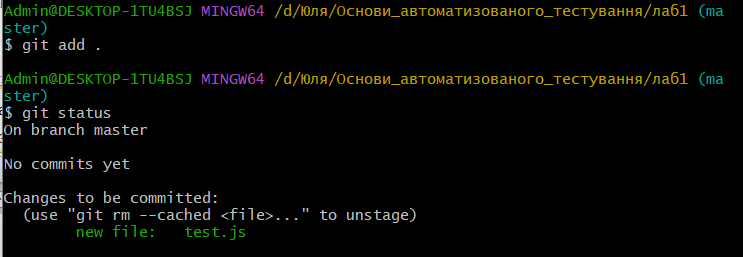 Admin@DESKTOP-1TU4BSJ MINGW64 /d/Юля/Основи_автоматизованого_тестування/лаб1 (ma
ster)
$ git add .
Admin@DESKTOP-1TU4BSJ MINGW64 /d/Юля/Основи_автоматизованого_тестування/лаб1 (ma
ster)
$ git status
On branch master
No commits yet
Changes to be committed:
  (use "git rm --cached <file>..." to unstage)
        new file:   test.js